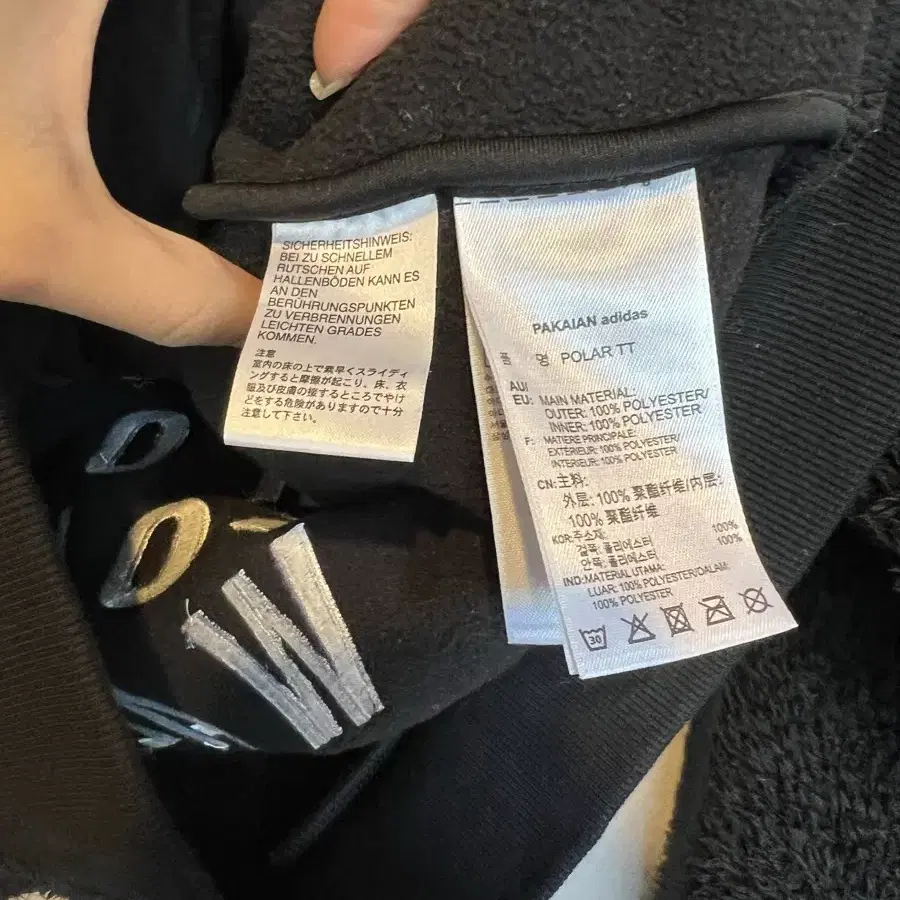 SICHERHEITSHINWEIS:
BEI ZU SCHNELLEM
RUTSCHEN AUF
HALLENBÖDEN KANN ES
AN DEN
BERÜHRUNGSPUNKTEN
ZU VERBRENNUNGEN
LEICHTEN GRADES
KOMMEN.
注意
室内の床の上で素早くスライディ
ングすると摩擦が起こり、床、衣
服及び皮膚の接するところでやけ
どをする危険がありますので十分
注意して下さい。
PAKAIAN adidas
품 명 POLAR TT
AU/
EU: MAIN MATERIAL:
OUTER: 100% POLYESTER/
INNER: 100% POLYESTER
F: MATIERE PRINCIPALE:
EXTERIEUR: 100% POLYESTER/
INTERIEUR: 100% POLYESTER
CN: 主料:
外层: 100% 聚酯纤维/内层:
100% 聚酯纤维
KOR: 주소재:
겉폭: 폴리에스터 100%
안폭: 폴리에스터 100%
IND: MATERIAL UTAMA:
LUAR: 100% POLYESTER/DALAM:
100% POLYESTER
30